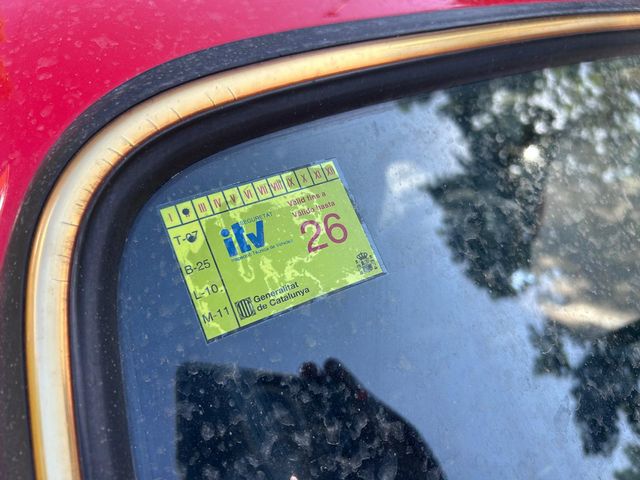 I III IV V VI VII VIII IX X XI XII
T-07
B-25
L-10
M-11
SEGURETAT
itv
Vàlid fins a
Válido hasta
26
Generalitat
de Catalunya